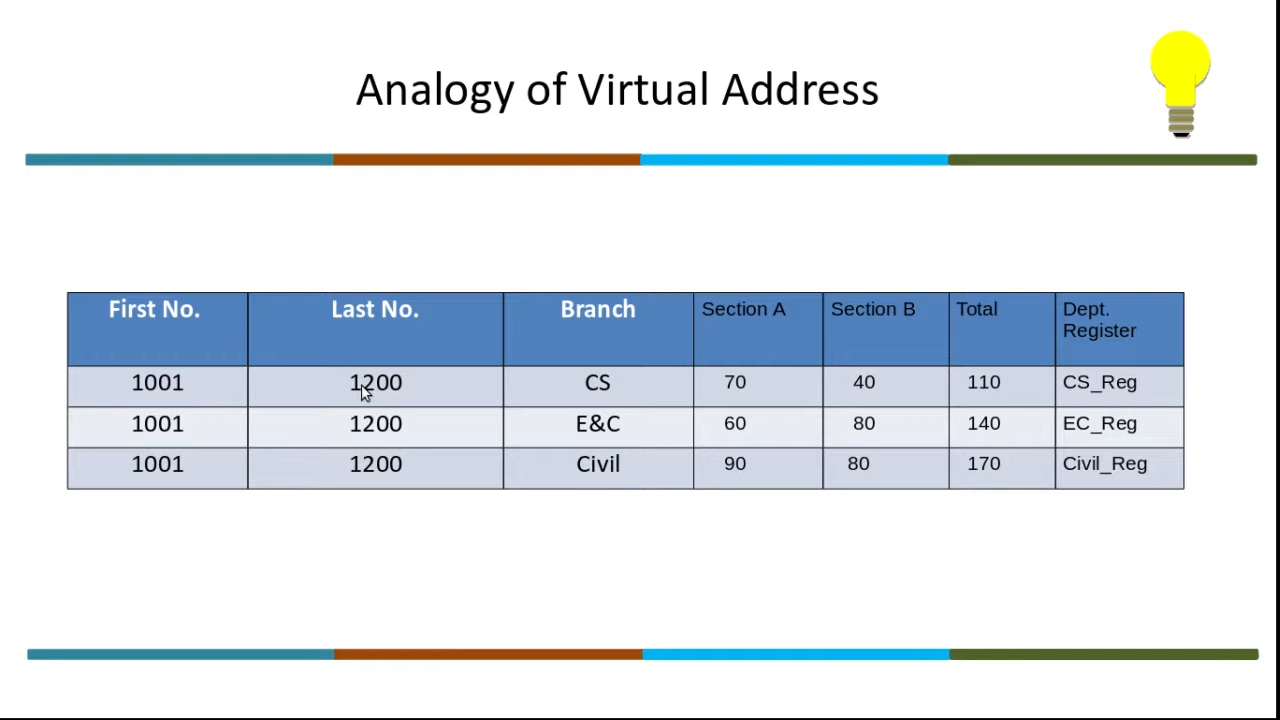 Analogy of Virtual Address
First No. Last No. Branch Section A Section B Total Dept. Register
1001 1200 CS 70 40 110 CS_Reg
1001 1200 E&C 60 80 140 EC_Reg
1001 1200 Civil 90 80 170 Civil_Reg